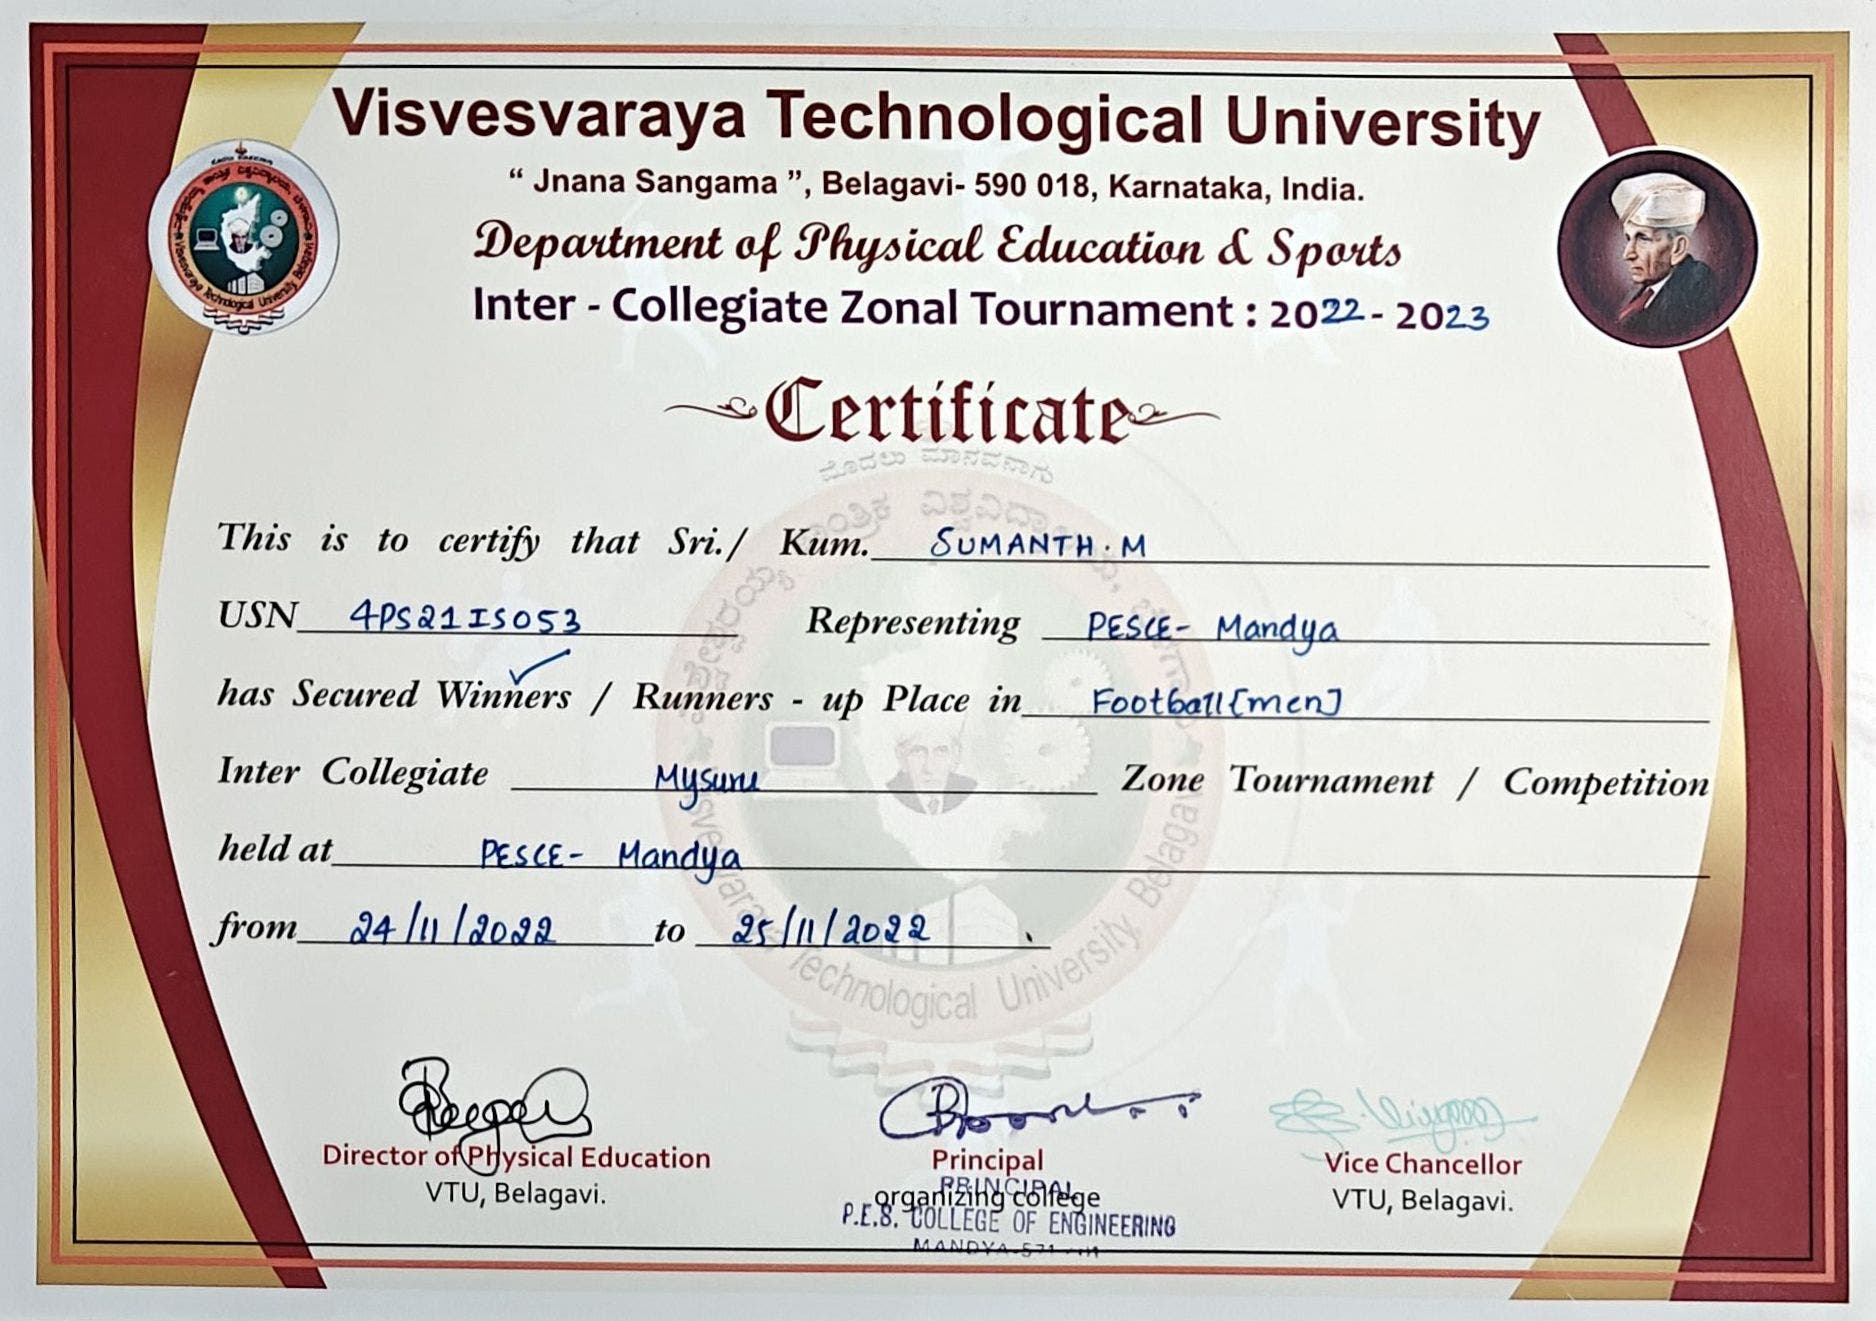 Visvesvaraya Technological University
“ Jnana Sangama ”, Belagavi- 590 018, Karnataka, India.
Department of Physical Education & Sports
Inter - Collegiate Zonal Tournament : 2022 - 2023
Certificate
ಮೊದಲು ಮಾನವನಾಗು
This is to certify that Sri./ Kum. SUMANTH.M
USN 4PS21IS053 Representing PESCE- Mandya
has Secured Winners ✓ / Runners - up Place in Football [men]
Inter Collegiate Mysuru Zone Tournament / Competition
held at PESCE- Mandya
from 24/11/2022 to 25/11/2022
Visvesvaraya Technological University, Belagavi
Director of Physical Education
VTU, Belagavi.
Principal
organizing college
PRINCIPAL
P.E.S. COLLEGE OF ENGINEERING
MANDYA-571
Vice Chancellor
VTU, Belagavi.